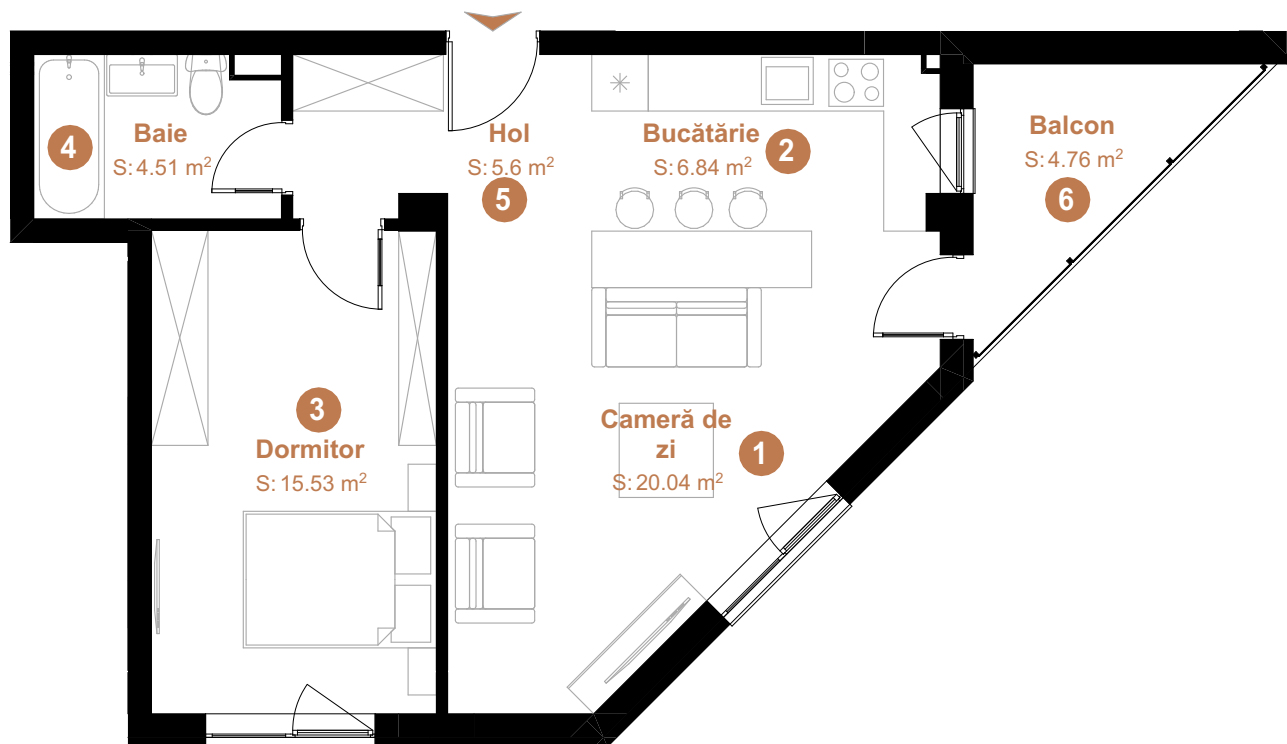 4
Baie
S: 4.51 m²
Hol
S: 5.6 m²
5
Bucătărie
S: 6.84 m²
2
Balcon
S: 4.76 m²
6
3
Dormitor
S: 15.53 m²
Cameră de
zi
S: 20.04 m²
1